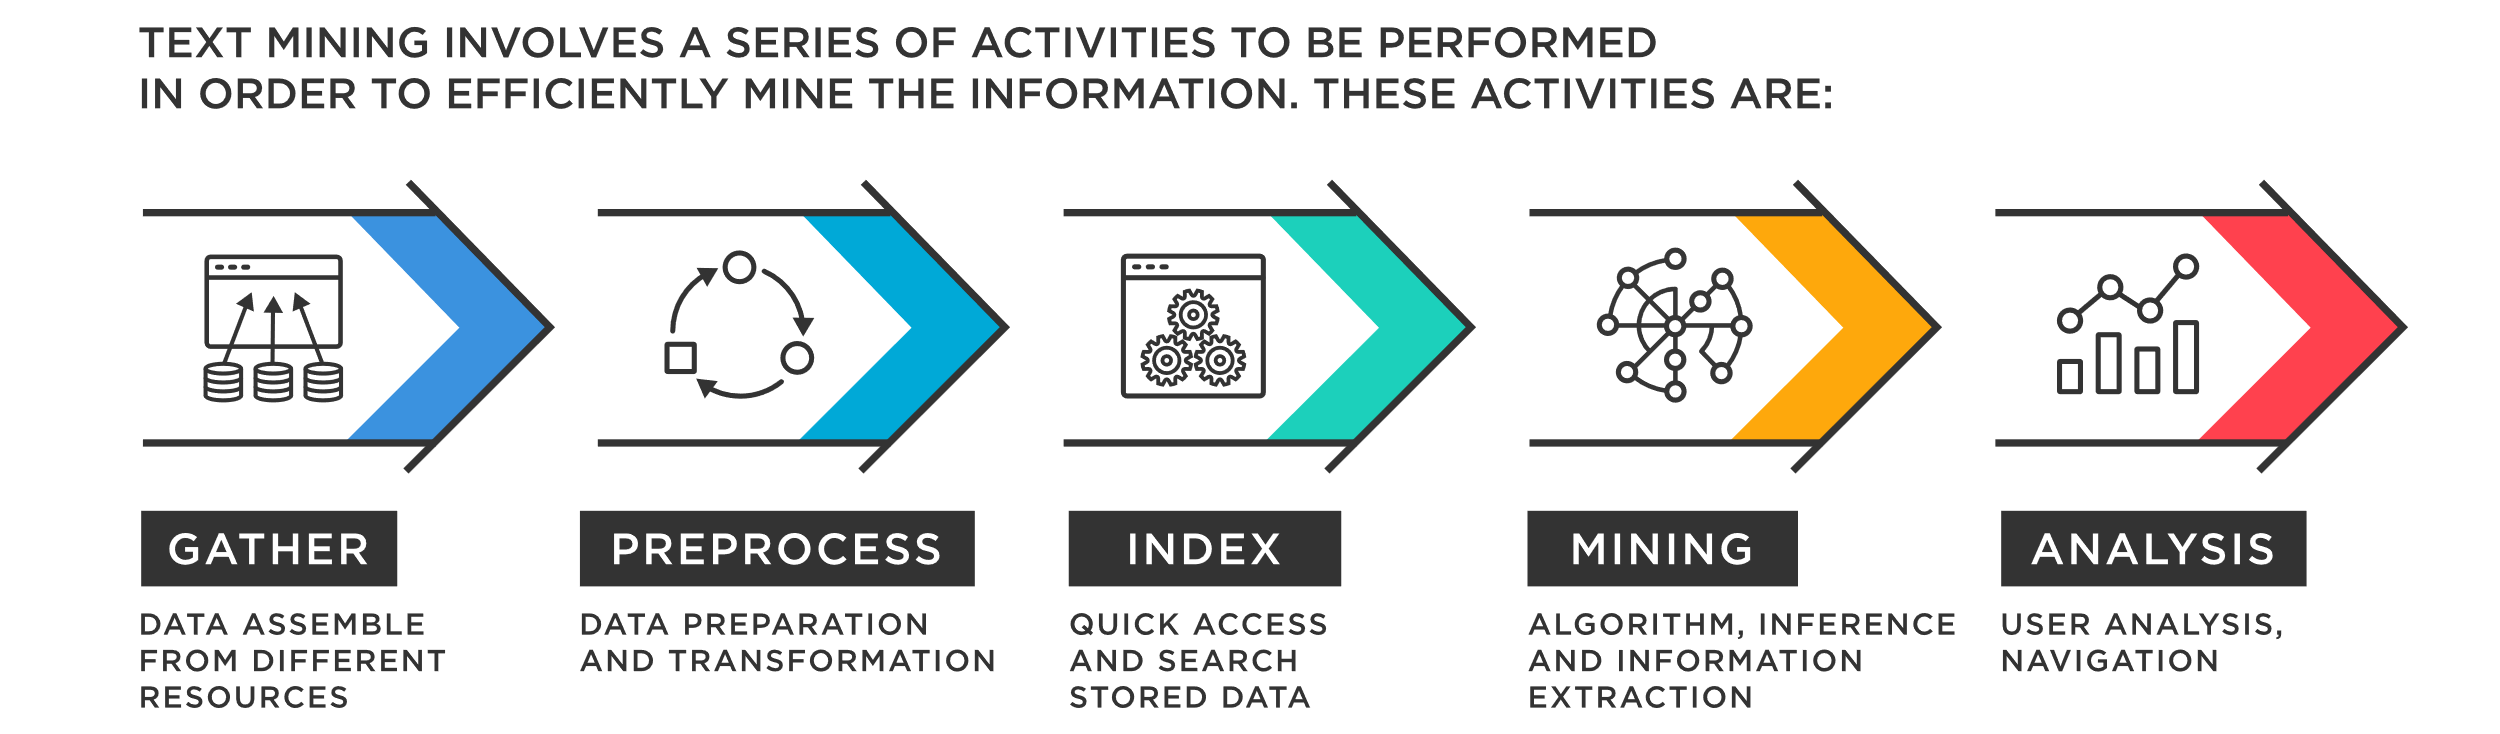 TEXT MINING INVOLVES A SERIES OF ACTIVITIES TO BE PERFORMED
IN ORDER TO EFFICIENTLY MINE THE INFORMATION. THESE ACTIVITIES ARE:
GATHER
DATA ASSEMBLE
FROM DIFFERENT
RESOURCES
PREPROCESS
DATA PREPARATION
AND TRANSFORMATION
INDEX
QUICK ACCESS
AND SEARCH
STORED DATA
MINING
ALGORITHM, INFERENCE
AND INFORMATION
EXTRACTION
ANALYSIS
USER ANALYSIS,
NAVIGATION